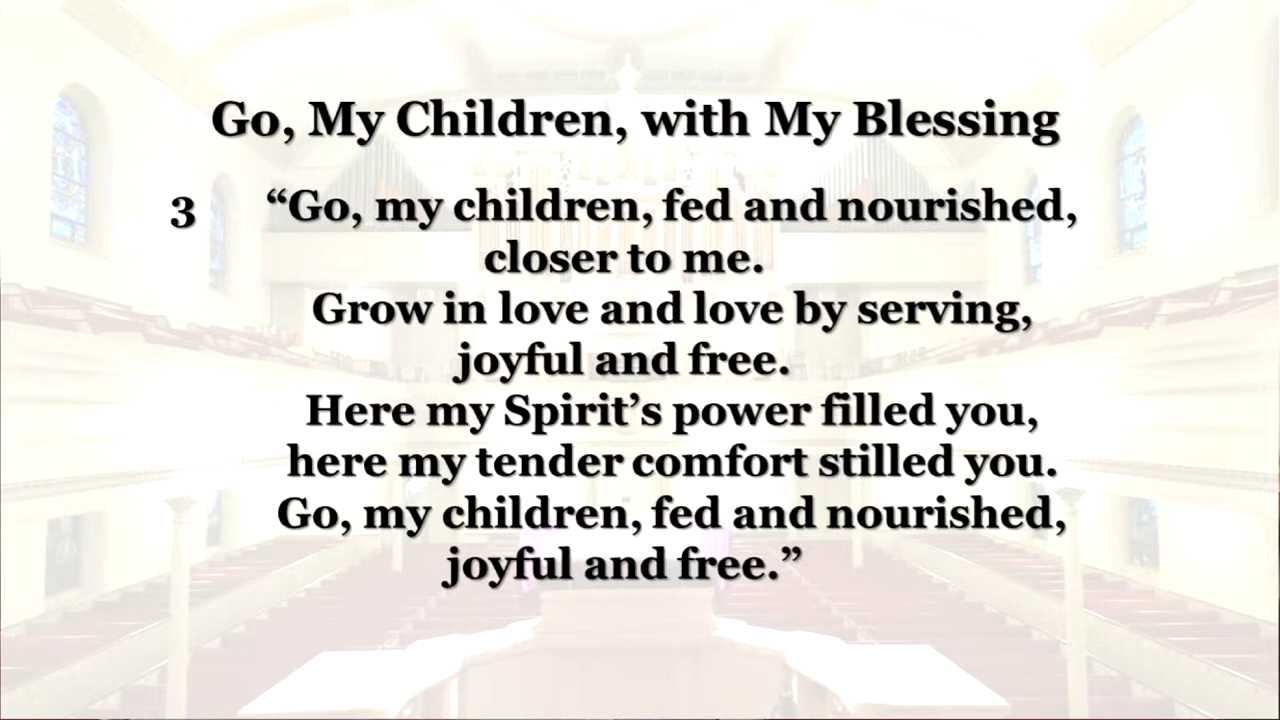 Go, My Children, with My Blessing
3 “Go, my children, fed and nourished,
closer to me.
Grow in love and love by serving,
joyful and free.
Here my Spirit’s power filled you,
here my tender comfort stilled you.
Go, my children, fed and nourished,
joyful and free.”